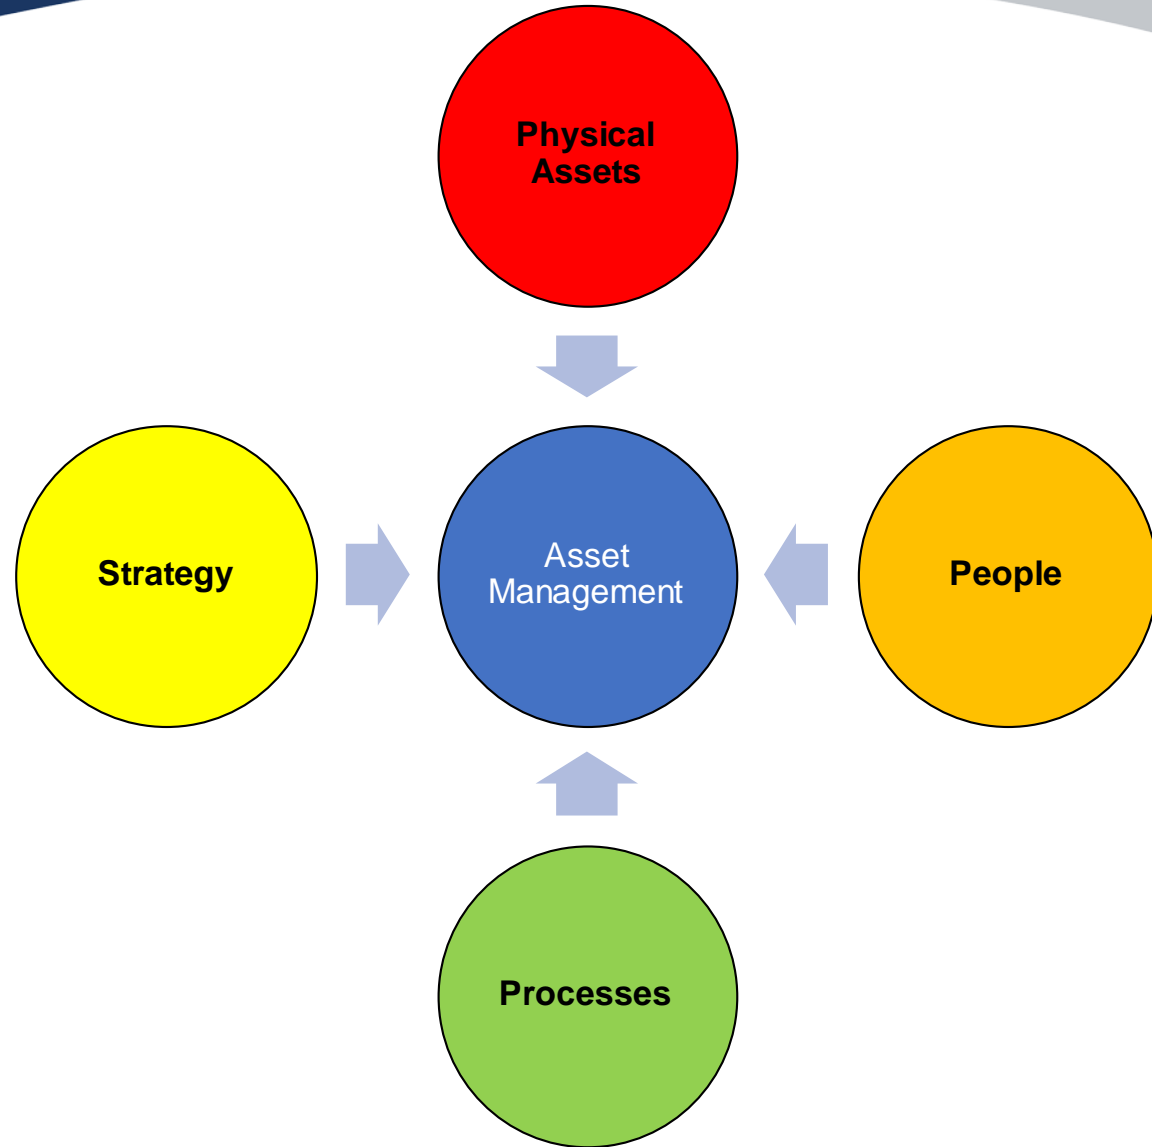 Physical
Assets
Strategy
Asset
Management
People
Processes